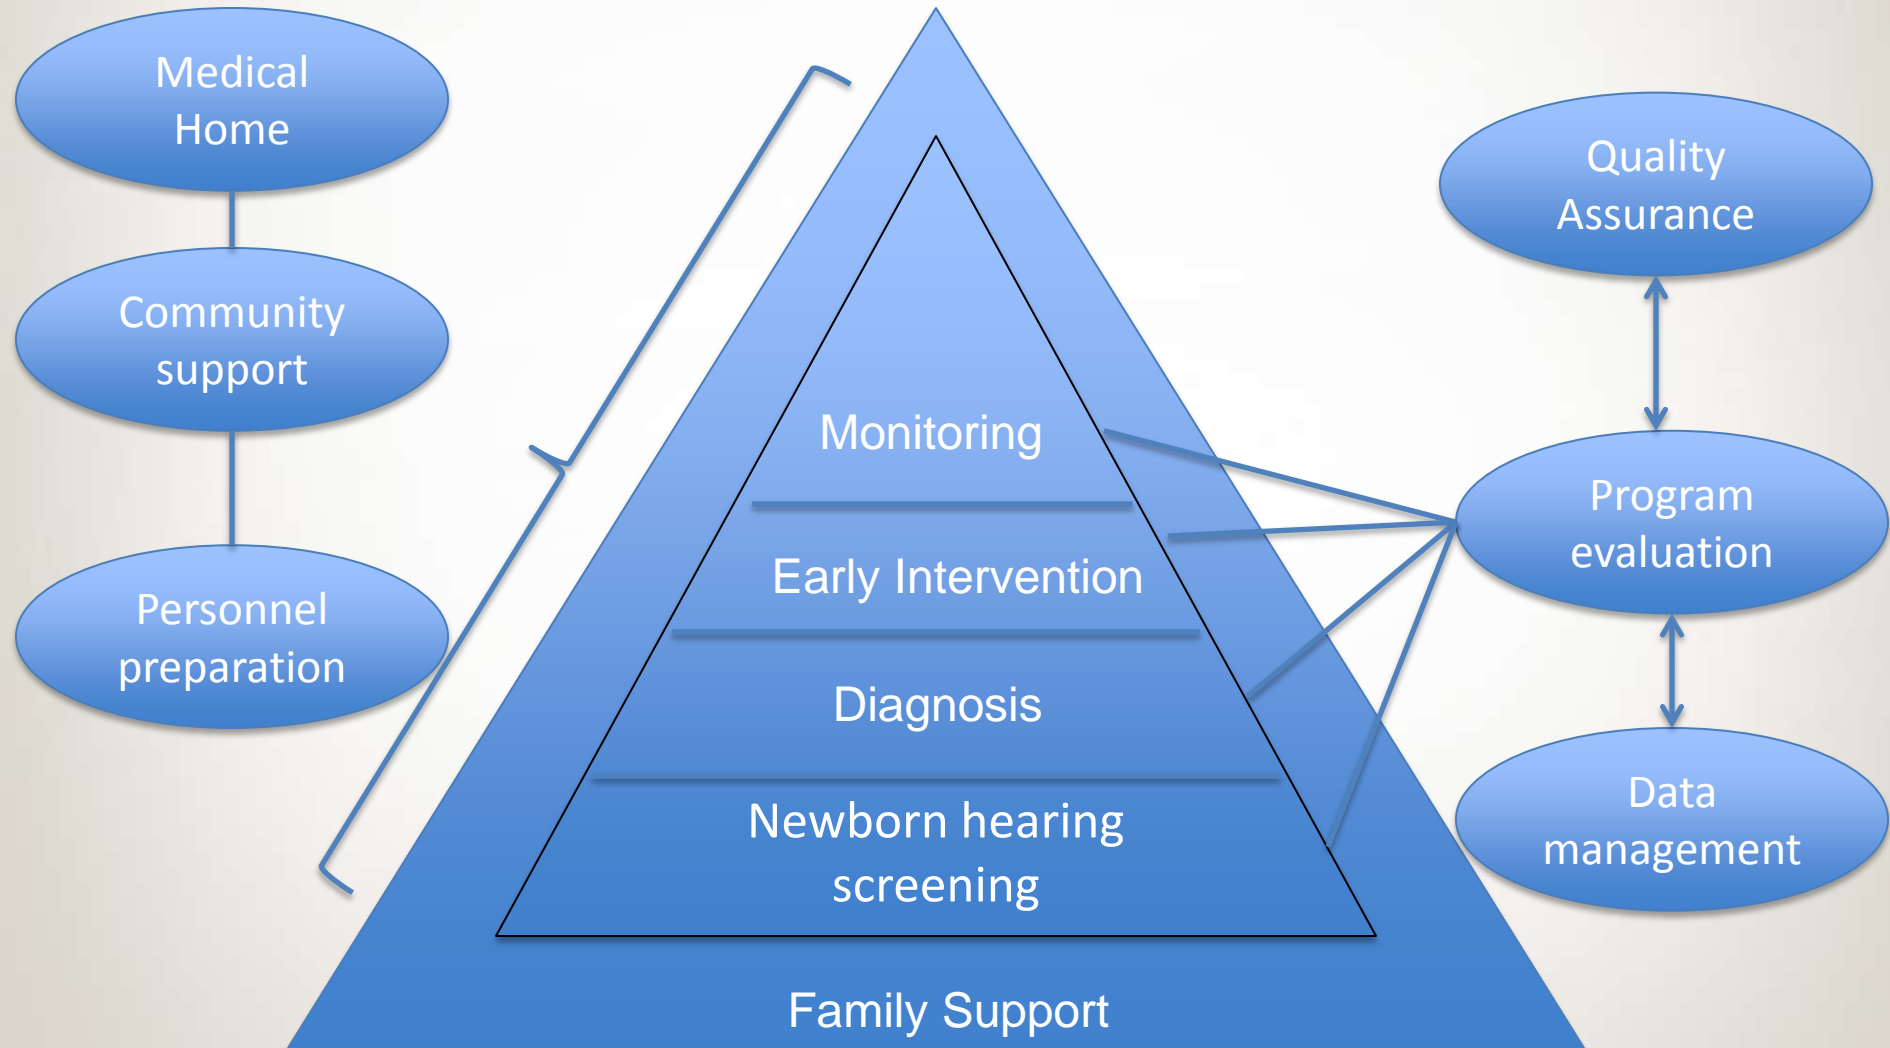 Medical
Home
Community
support
Personnel
preparation
Monitoring
Early Intervention
Diagnosis
Newborn hearing
screening
Family Support
Quality
Assurance
Program
evaluation
Data
management